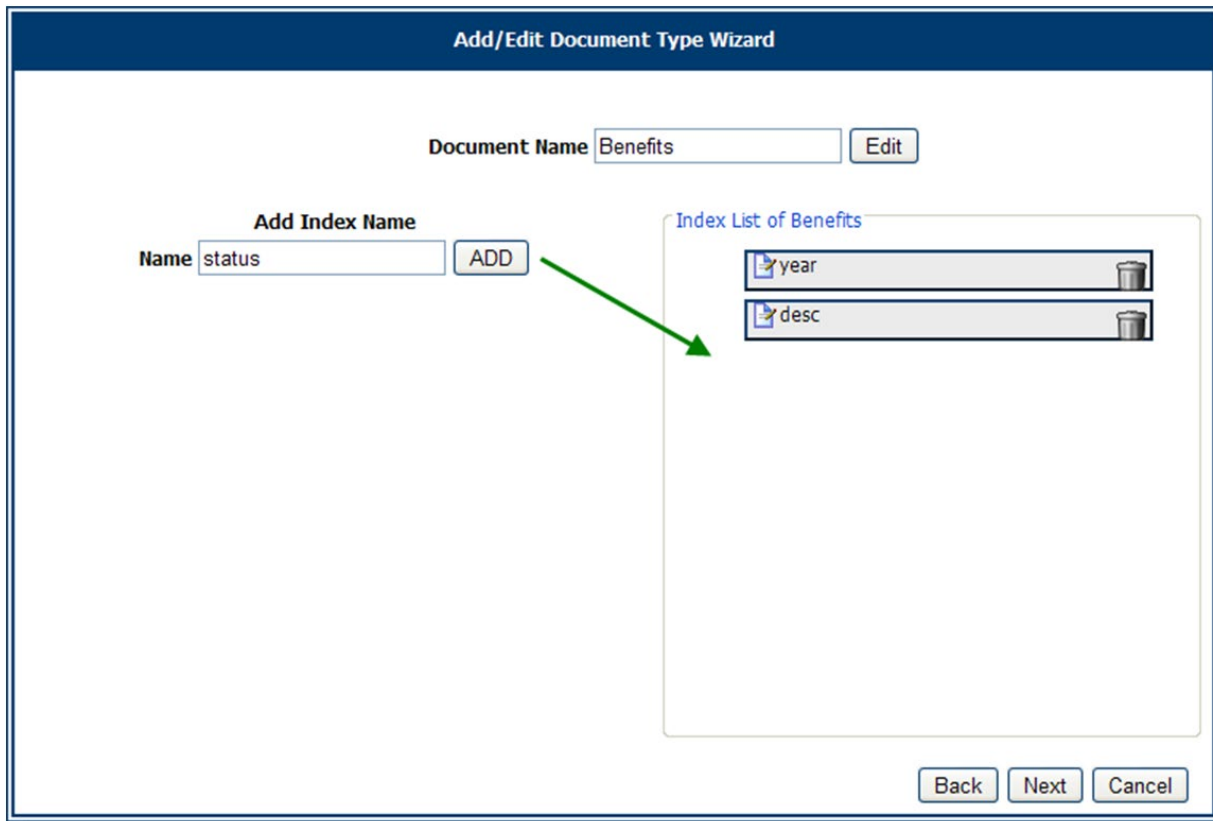 Add/Edit Document Type Wizard
Document Name Benefits Edit
Add Index Name
Name status ADD
Index List of Benefits
year
desc
Back Next Cancel